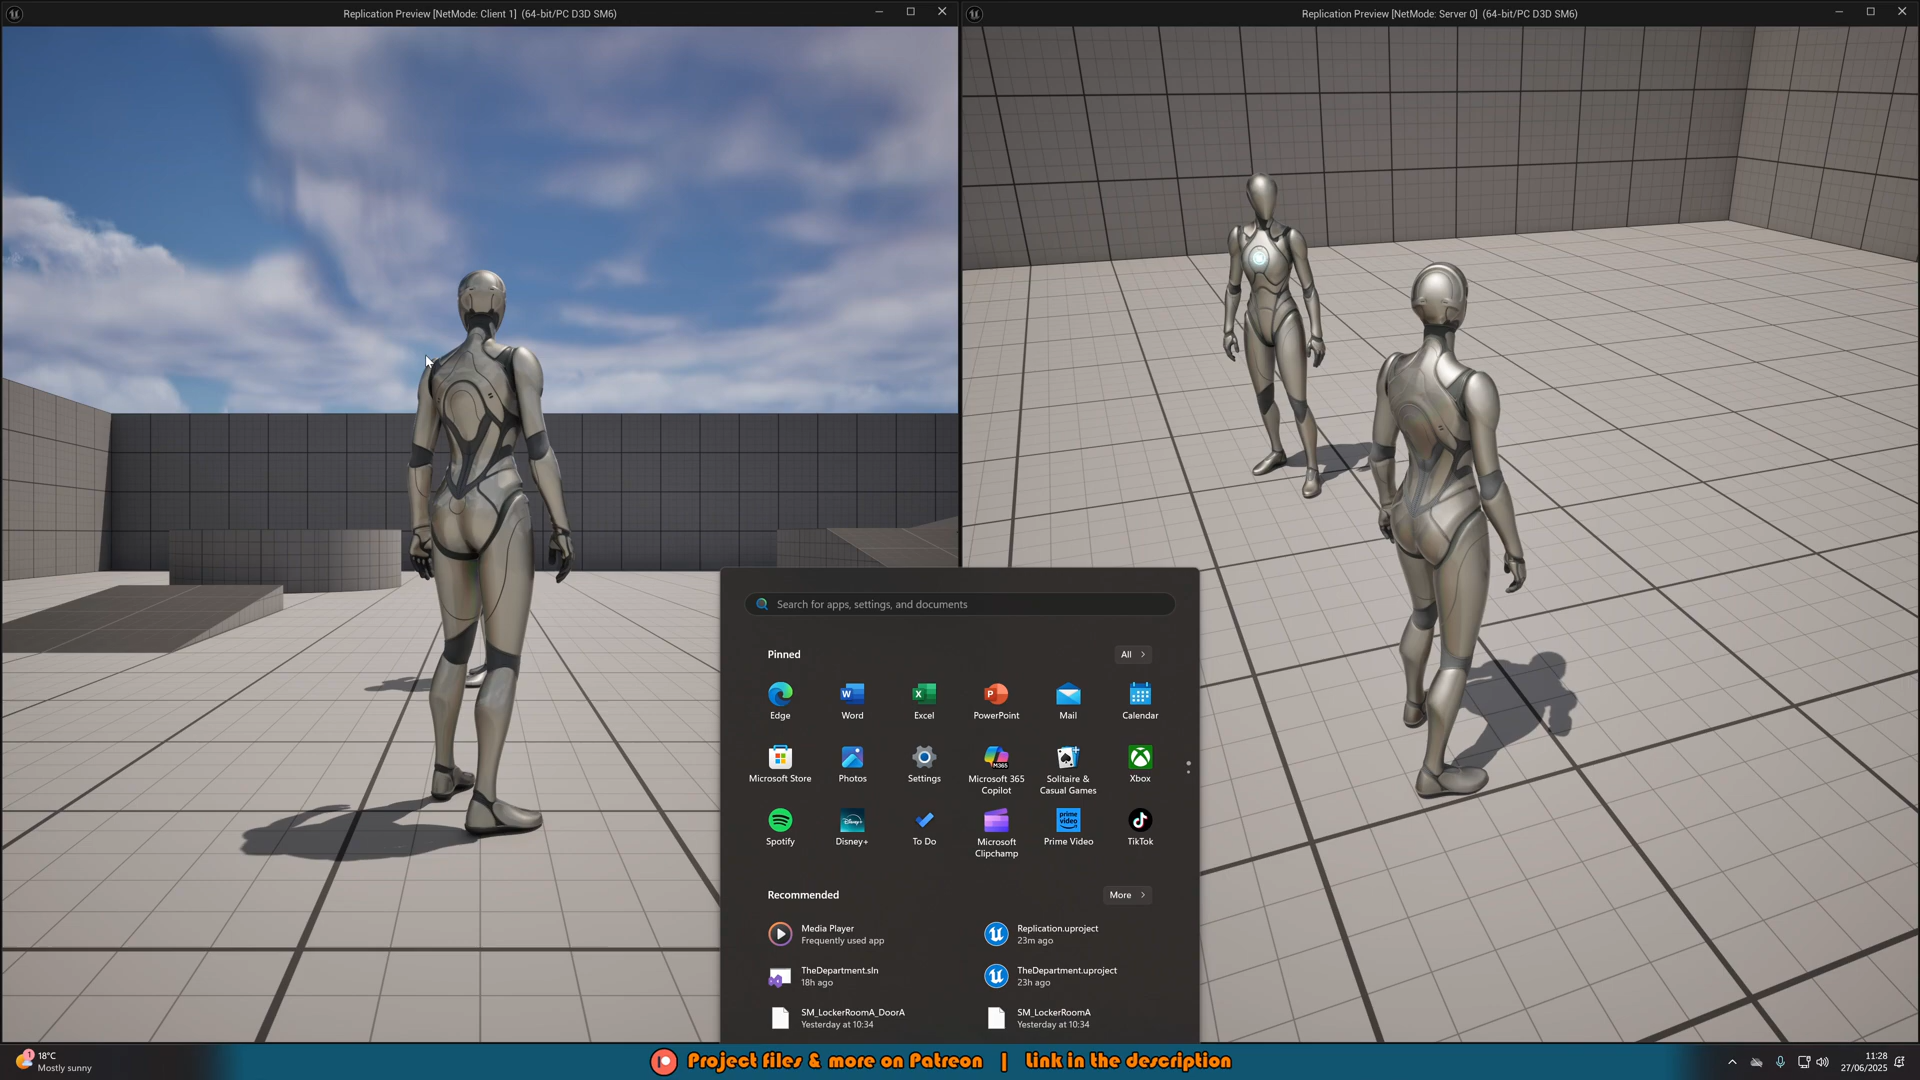 Replication Preview [NetMode: Client 1] (64-bit/PC D3D SM6)
Replication Preview [NetMode: Server 0] (64-bit/PC D3D SM6)
Search for apps, settings, and documents
Pinned
All
Edge
Word
Excel
PowerPoint
Mail
Calendar
Microsoft Store
Photos
Settings
Microsoft 365
Copilot
Solitaire &
Casual Games
Xbox
Spotify
Disney+
To Do
Microsoft
Clipchamp
Prime Video
TikTok
Recommended
More
Media Player
Frequently used app
Replication.uproject
23m ago
TheDepartment.sln
18h ago
TheDepartment.uproject
23h ago
SM_LockerRoomA_DoorA
Yesterday at 10:34
SM_LockerRoomA
Yesterday at 10:34
1
18°C
Mostly sunny
Project files & more on Patreon | Link in the description
11:28
27/06/2025